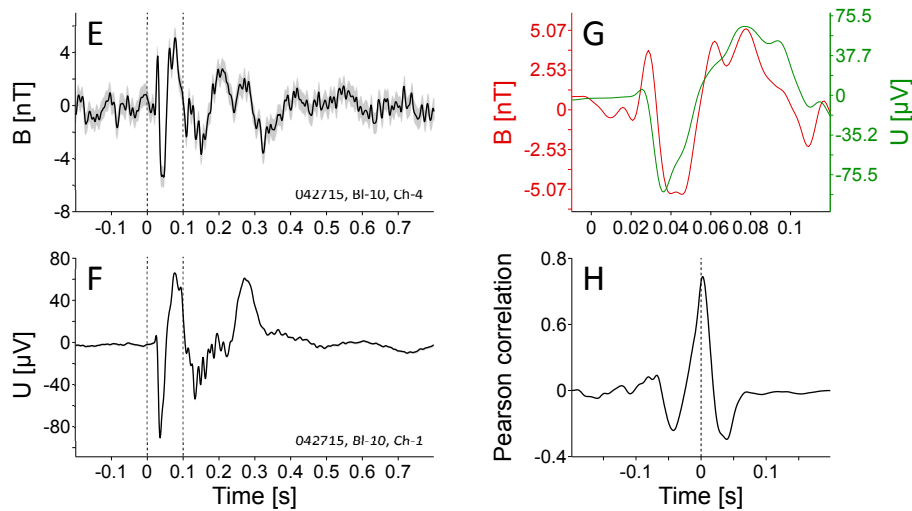 E
B [nT]
4
0
-4
-8
042715, Bl-10, Ch-4
-0.1 0 0.1 0.2 0.3 0.4 0.5 0.6 0.7
G
B [nT]
5.07
2.53
0
-2.53
-5.07
75.5
37.7
0
-35.2
-75.5
U [µV]
0 0.02 0.04 0.06 0.08 0.1
F
U [µV]
80
40
0
-40
-80
042715, Bl-10, Ch-1
-0.1 0 0.1 0.2 0.3 0.4 0.5 0.6 0.7
Time [s]
H
Pearson correlation
0.8
0.6
0
-0.4
-0.1 0 0.1
Time [s]